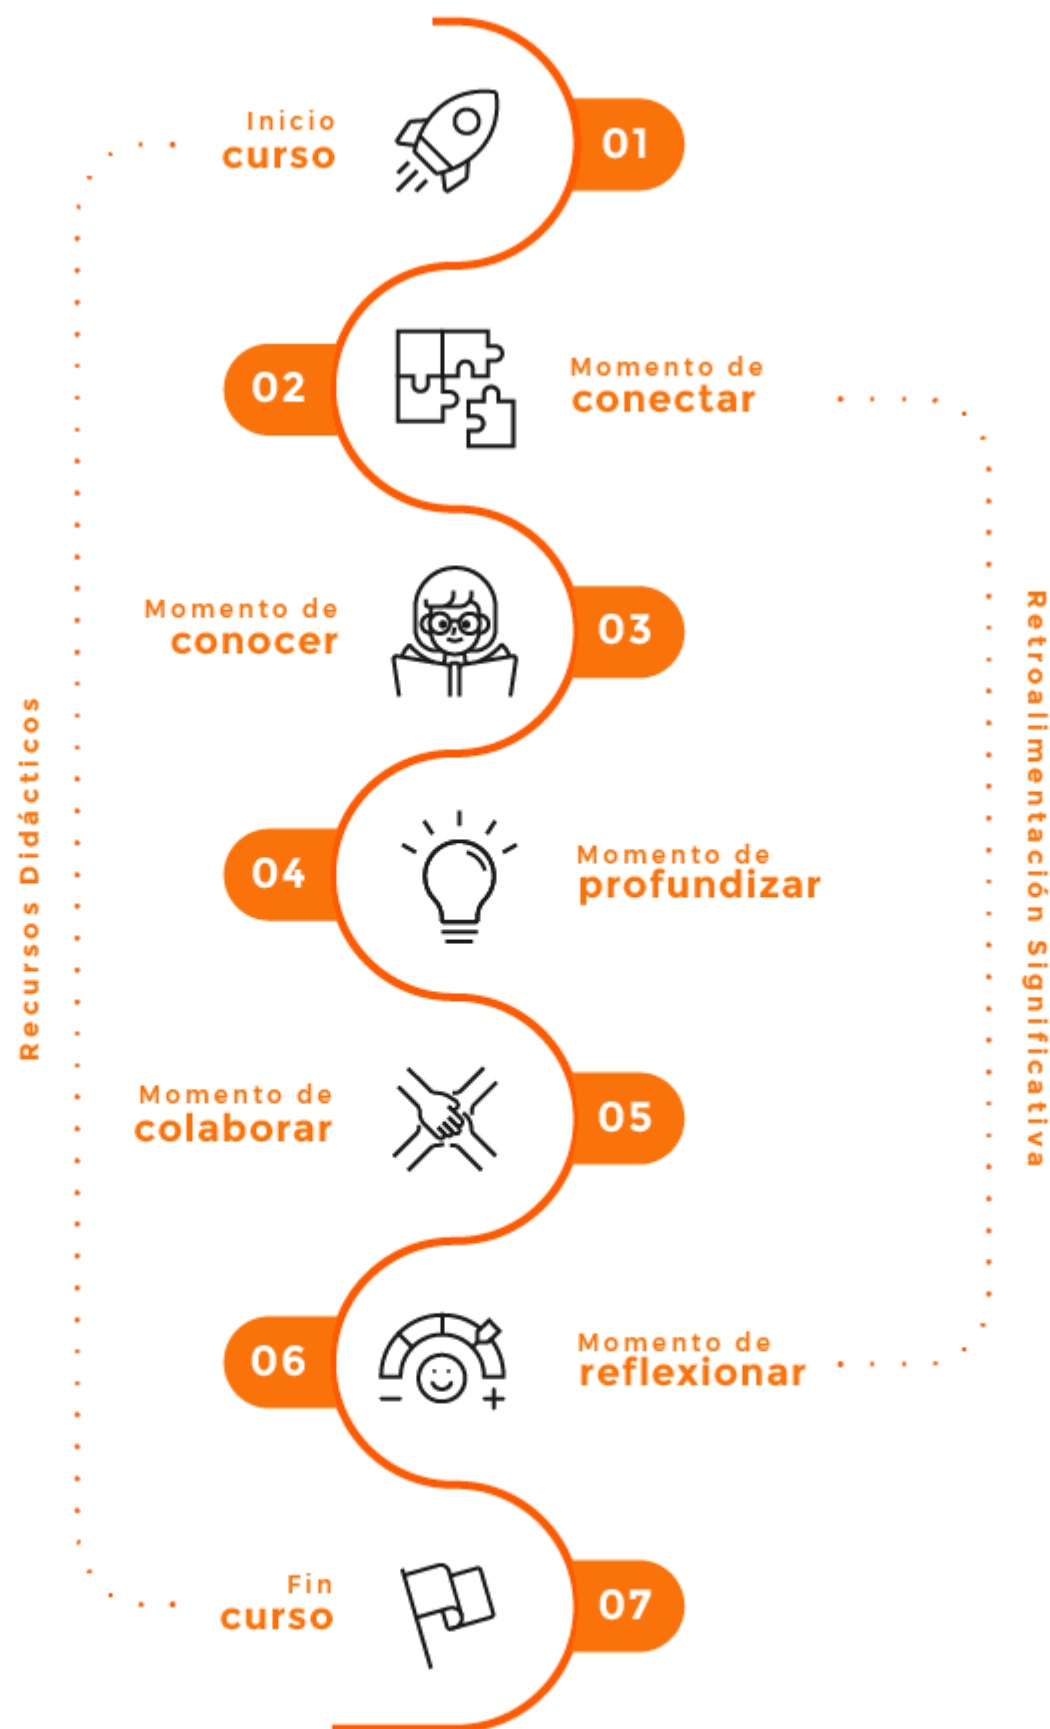 Inicio
curso
01
02
Momento de
conectar
Momento de
conocer
03
04
Momento de
profundizar
Momento de
colaborar
05
06
Momento de
reflexionar
Fin
curso
07
Recursos Didácticos
Retroalimentación Significativa